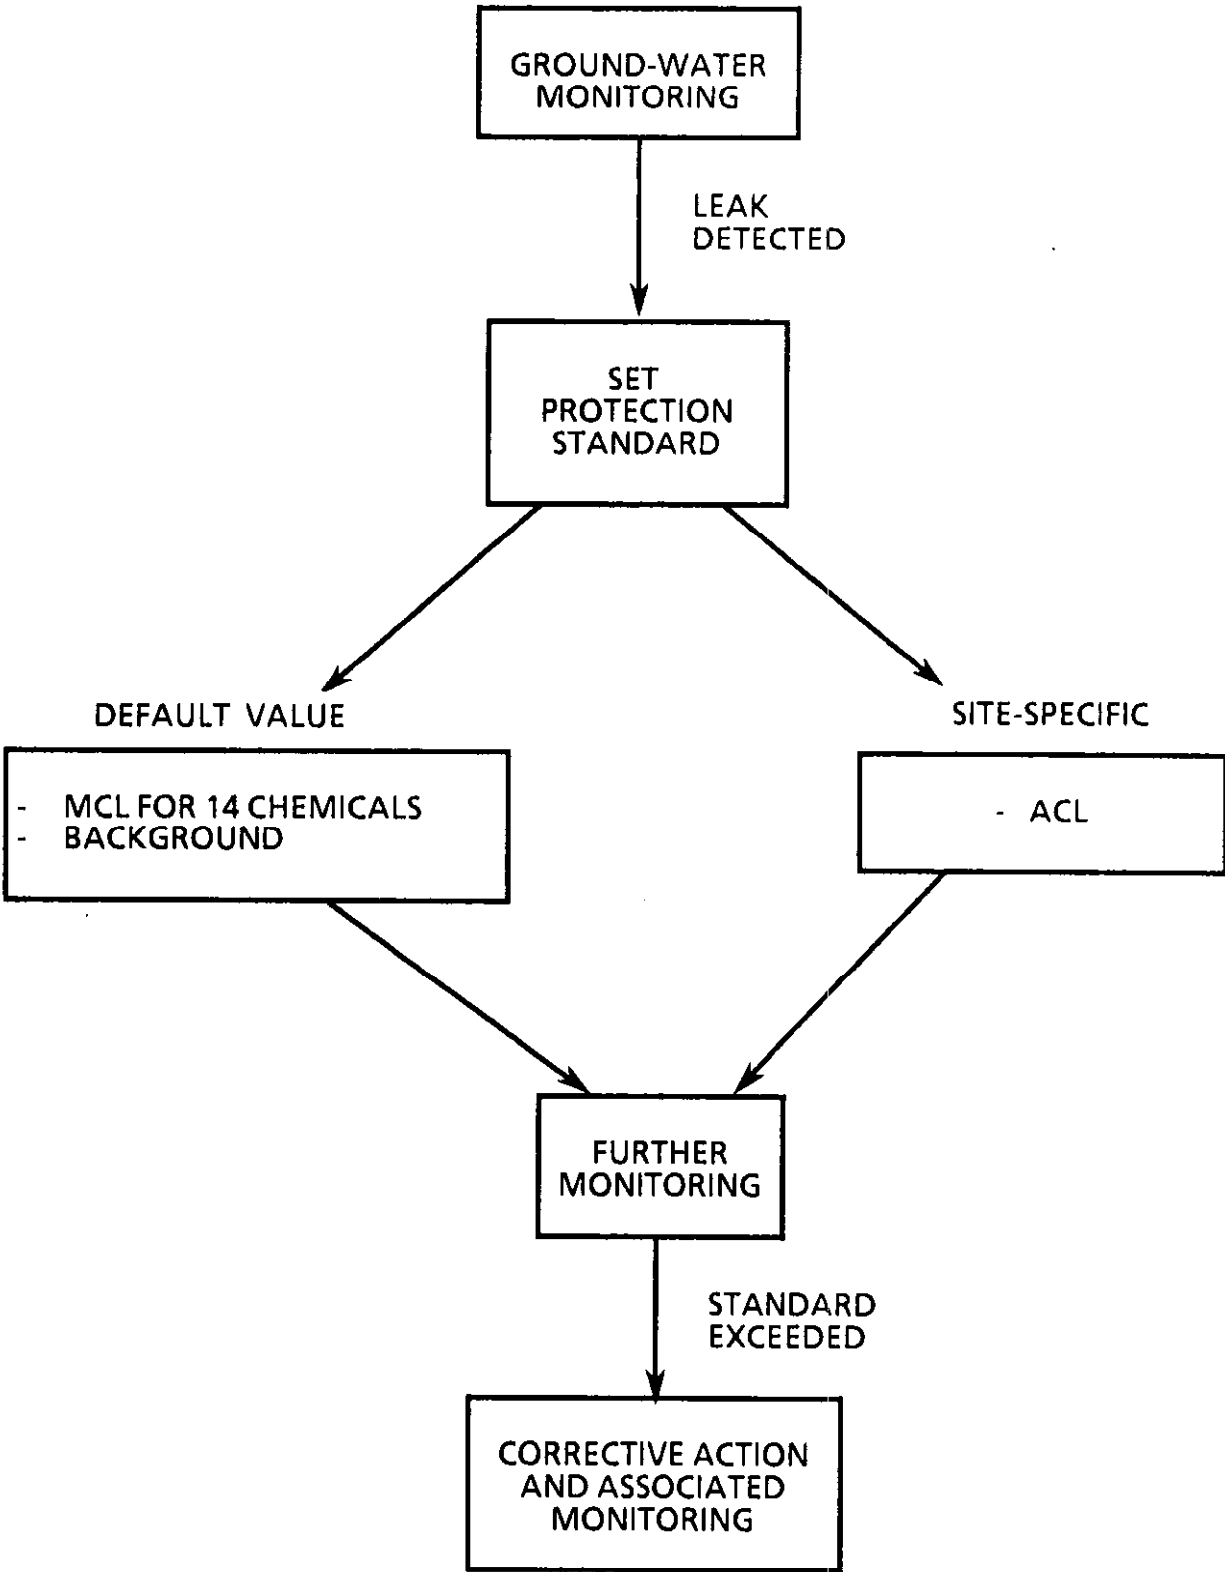 GROUND-WATER
MONITORING
LEAK
DETECTED
SET
PROTECTION
STANDARD
DEFAULT VALUE
- MCL FOR 14 CHEMICALS
- BACKGROUND
SITE-SPECIFIC
- ACL
FURTHER
MONITORING
STANDARD
EXCEEDED
CORRECTIVE ACTION
AND ASSOCIATED
MONITORING